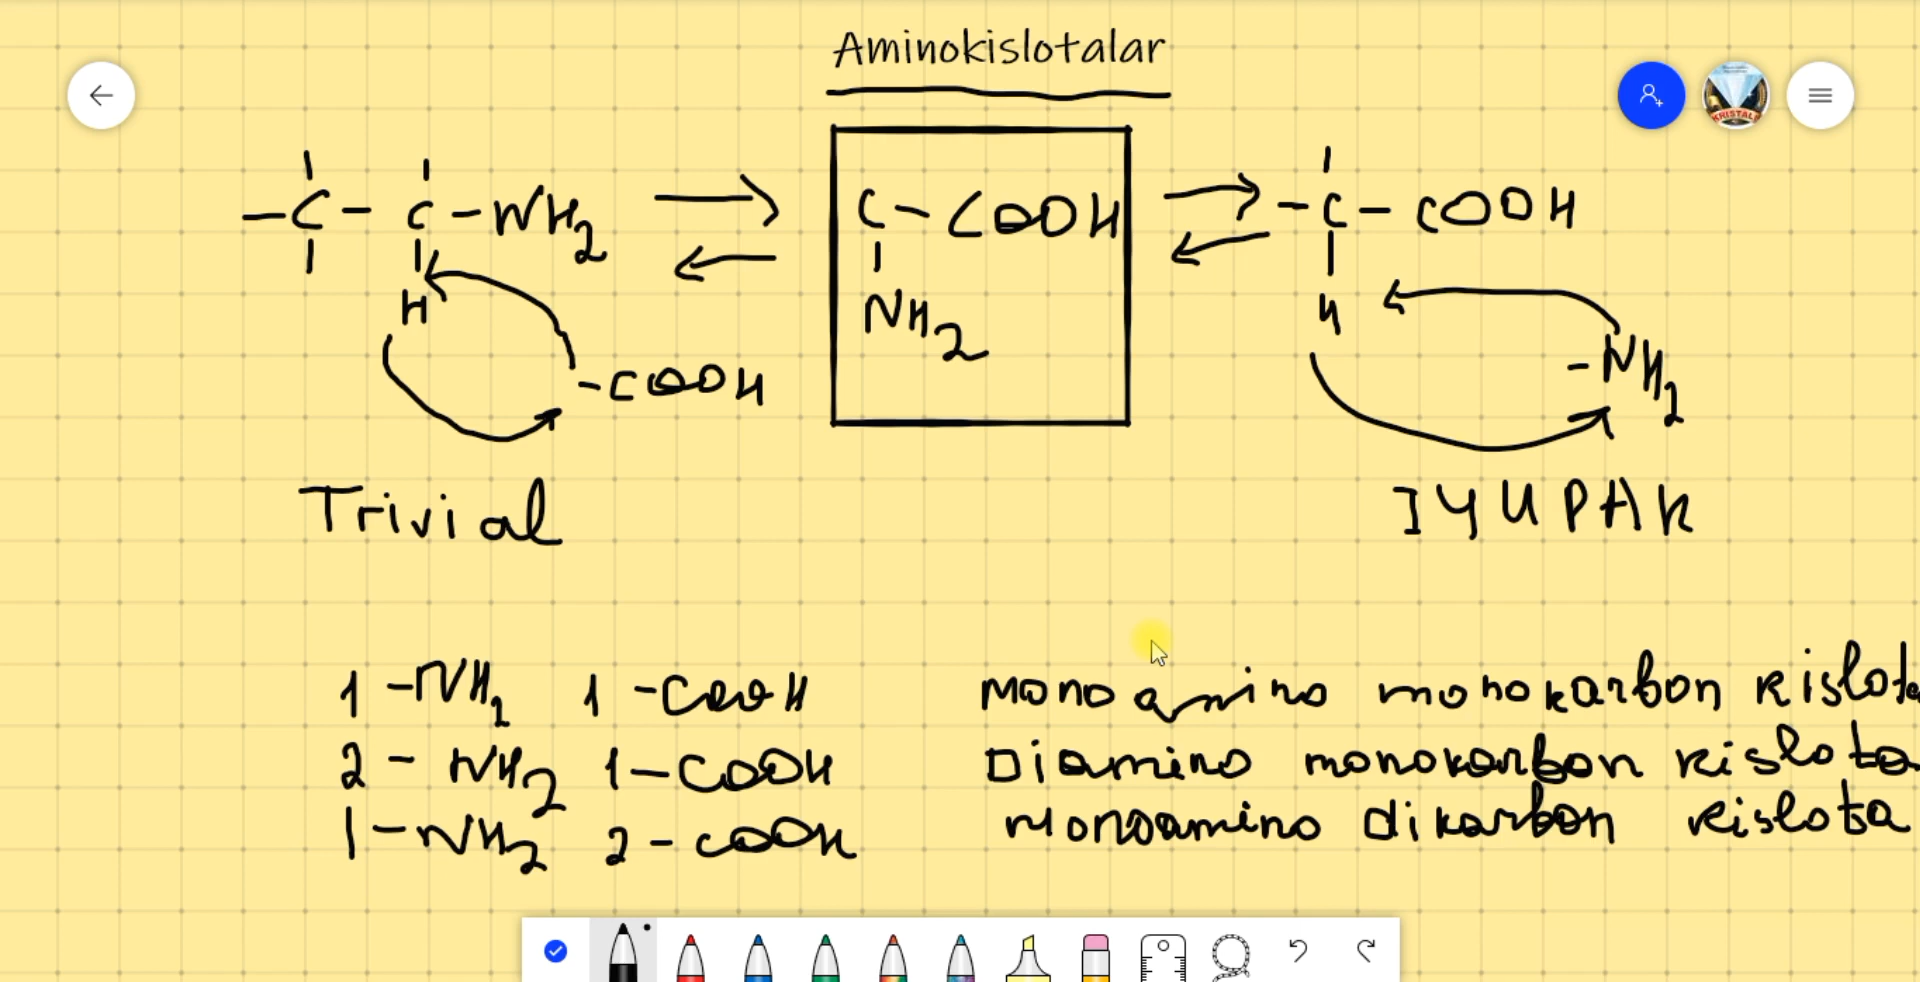 Aminokislotalar
KRISTALL
-C-C-NH2
H
-COOH
C-COOH
NH2
-C-COOH
H
-NH2
Trivial
IYUPAK
1-NH2 1-COOH monoamino monokarbon kislota
2-NH2 1-COOH Diamino monokarbon kislota
1-NH2 2-COOH Monoamino dikarbon kislota